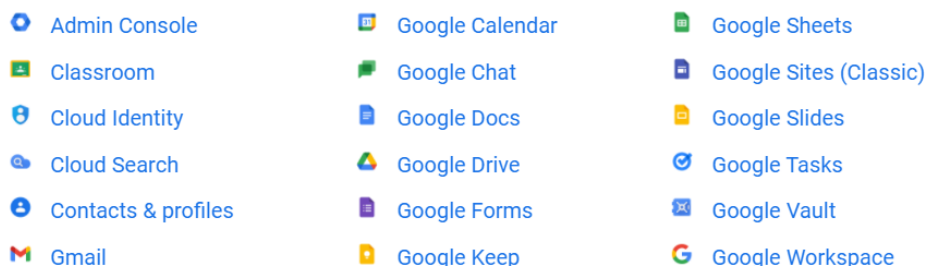 Admin Console
Classroom
Cloud Identity
Cloud Search
Contacts & profiles
Gmail
Google Calendar
Google Chat
Google Docs
Google Drive
Google Forms
Google Keep
Google Sheets
Google Sites (Classic)
Google Slides
Google Tasks
Google Vault
Google Workspace